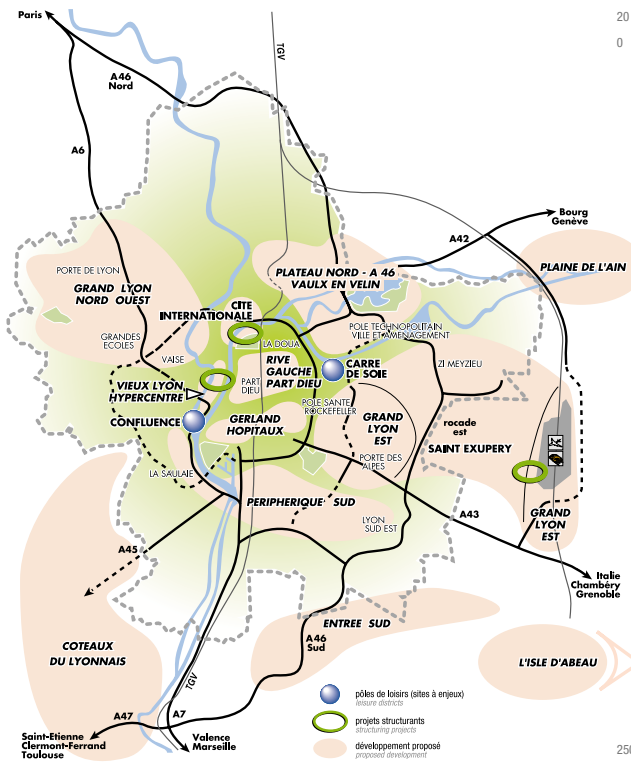 Paris
20
0
A46
Nord
TGV
A6
Bourg
Genève
A42
PLAINE DE L'AIN
PORTE DE LYON
GRAND LYON
NORD OUEST
PLATEAU NORD - A 46
VAULX EN VELIN
CITE
INTERNATIONALE
GRANDES
ECOLES
LA DOUA
POLE TECHNOPOLITAIN
VILLE ET AMENAGEMENT
VAISE
RIVE
GAUCHE
PART DIEU
CARRE
DE SOIE
ZI MEYZIEU
VIEUX LYON
HYPERCENTRE
PART
DIEU
POLE SANTE
ROCKEFELLER
CONFLUENCE
GERLAND
HOPITAUX
GRAND
LYON
EST
rocade
est
SAINT EXUPERY
PORTE DES
ALPES
LA SAULAIE
PERIPHERIQUE SUD
LYON
SUD EST
A43
GRAND
LYON
EST
A45
Italie
Chambéry
Grenoble
ENTREE SUD
A46
Sud
COTEAUX
DU LYONNAIS
L'ISLE D'ABEAU
TGV
pôles de loisirs (sites à enjeux)
leisure districts
projets structurants
structuring projects
développement proposé
proposed development
A47
A7
Saint-Etienne
Clermont-Ferrand
Toulouse
Valence
Marseille